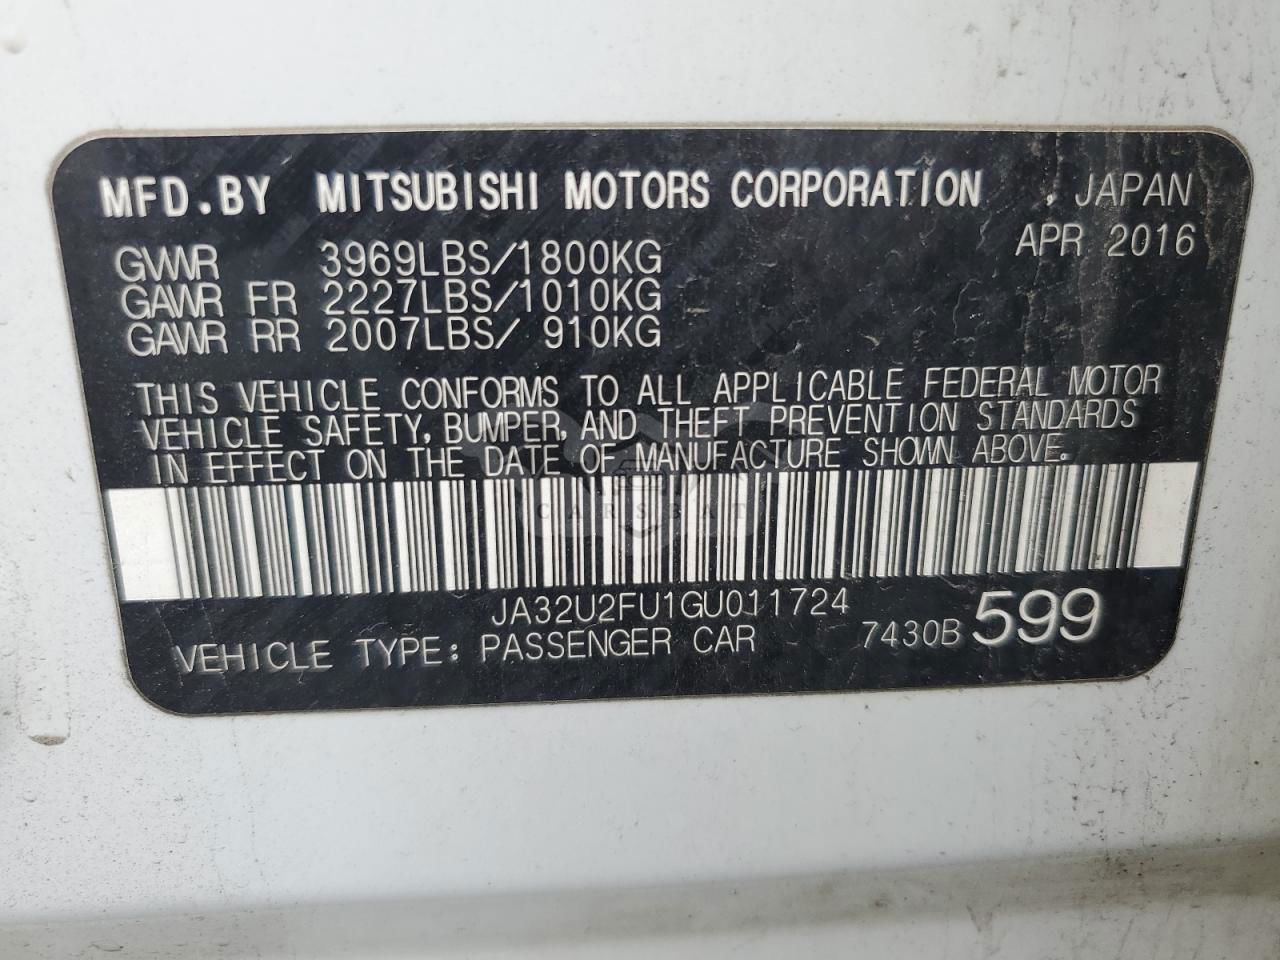 MFD.BY MITSUBISHI MOTORS CORPORATION , JAPAN
APR 2016
GVWR 3969LBS/1800KG
GAWR FR 2227LBS/1010KG
GAWR RR 2007LBS/ 910KG
THIS VEHICLE CONFORMS TO ALL APPLICABLE FEDERAL MOTOR
VEHICLE SAFETY, BUMPER, AND THEFT PREVENTION STANDARDS
IN EFFECT ON THE DATE OF MANUFACTURE SHOWN ABOVE.
JA32U2FU1GU011724
VEHICLE TYPE: PASSENGER CAR 7430B 599